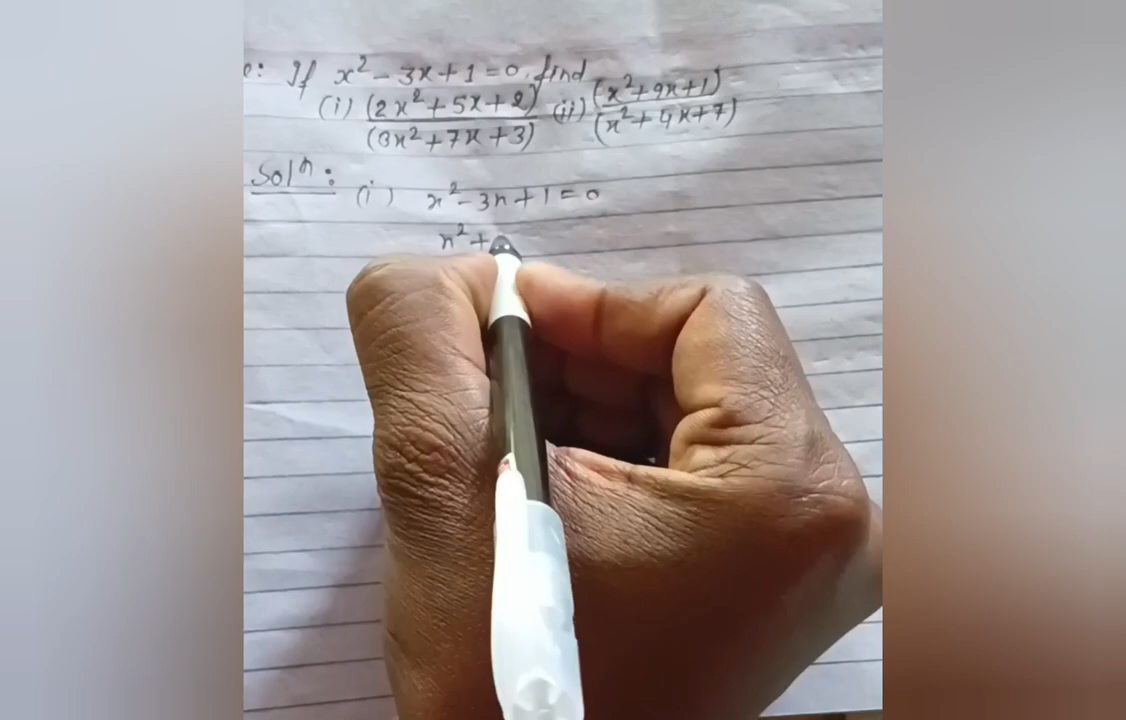 : If x² - 3x + 1 = 0, find
(i) (2x² + 5x + 2) / (3x² + 7x + 3) (ii) (x² + 9x + 1) / (x² + 4x + 7)
Solⁿ: (i) x² - 3x + 1 = 0
x² +